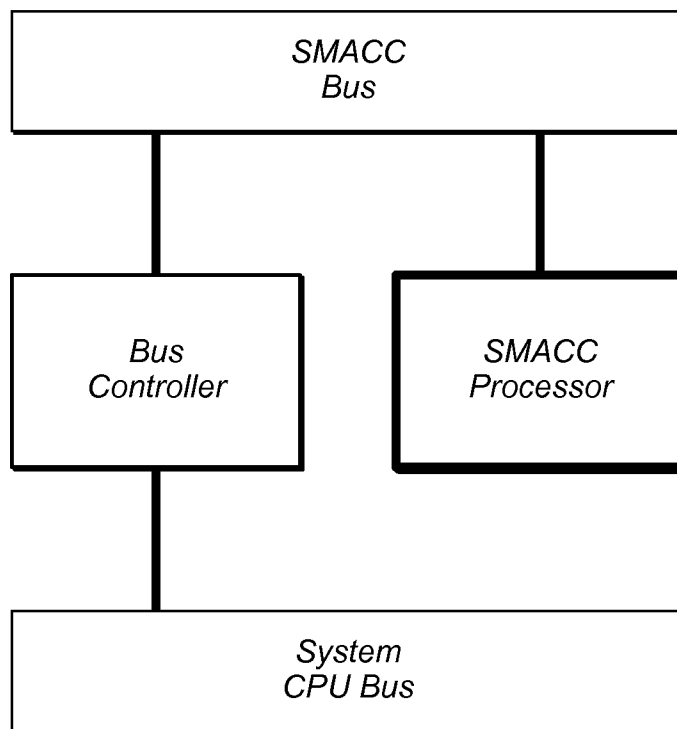 SMACC
Bus
Bus
Controller
SMACC
Processor
System
CPU Bus